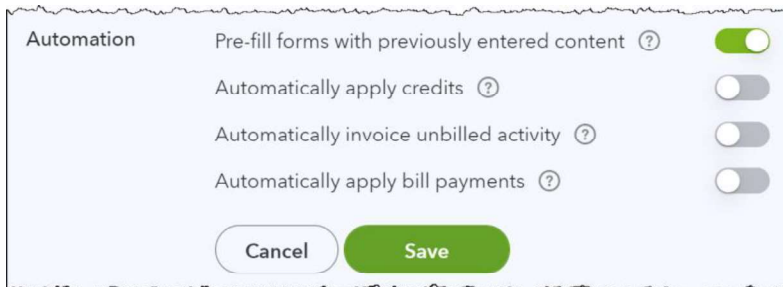 Automation Pre-fill forms with previously entered content ?
Automatically apply credits ?
Automatically invoice unbilled activity ?
Automatically apply bill payments ?
Cancel Save